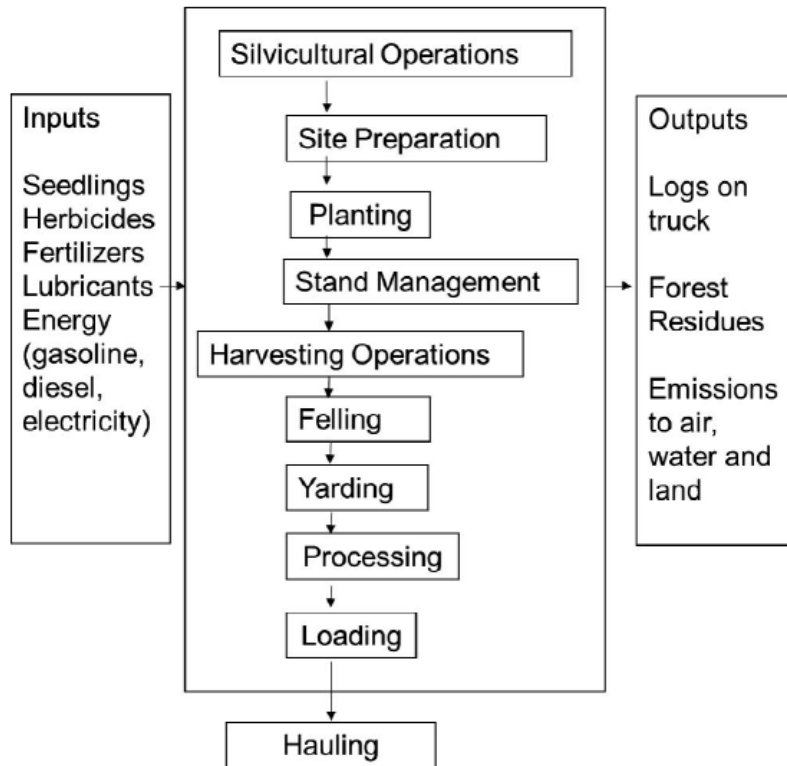 Inputs
Seedlings
Herbicides
Fertilizers
Lubricants
Energy
(gasoline,
diesel,
electricity)
Silvicultural Operations
Site Preparation
Planting
Stand Management
Harvesting Operations
Felling
Yarding
Processing
Loading
Hauling
Outputs
Logs on
truck
Forest
Residues
Emissions
to air,
water and
land